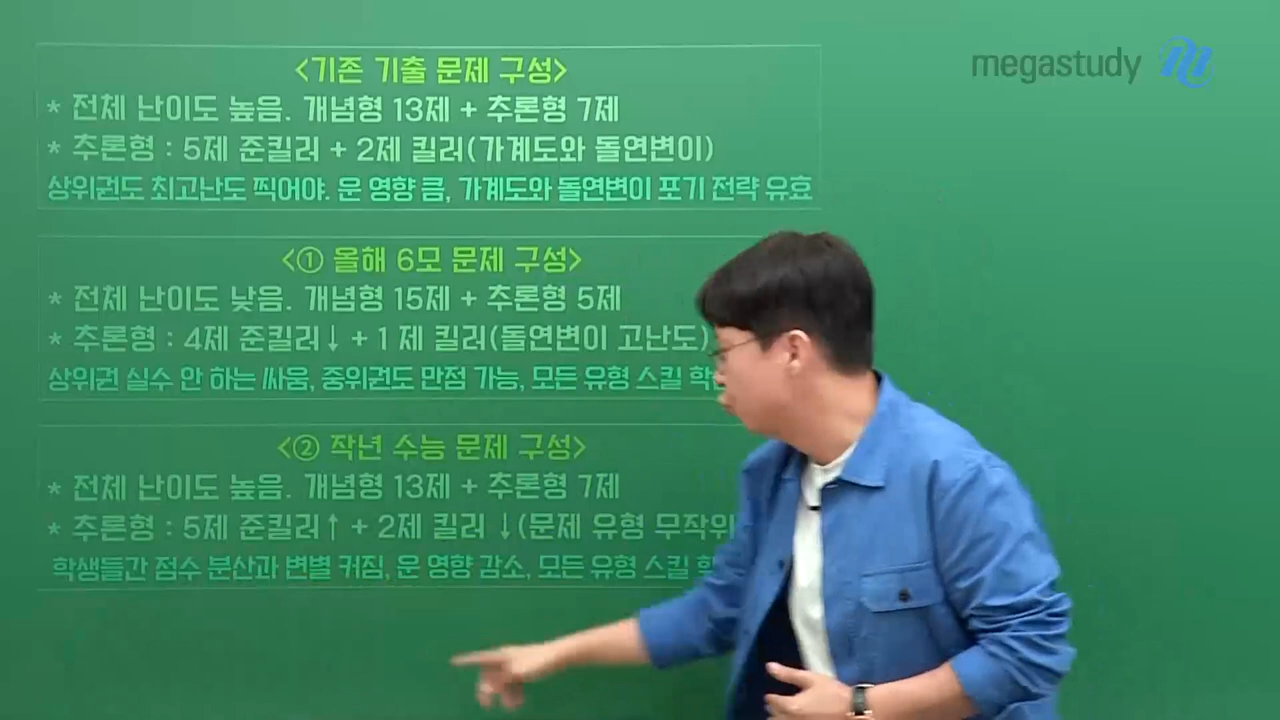 <기존 기출 문제 구성>
* 전체 난이도 높음. 개념형 13제 + 추론형 7제
* 추론형 : 5제 준킬러 + 2제 킬러(가계도와 돌연변이)
상위권도 최고난도 찍어야. 운 영향 큼, 가계도와 돌연변이 포기 전략 유효
<① 올해 6모 문제 구성>
* 전체 난이도 낮음. 개념형 15제 + 추론형 5제
* 추론형 : 4제 준킬러↓ + 1 제 킬러(돌연변이 고난도)
상위권 실수 안 하는 싸움, 중위권도 만점 가능, 모든 유형 스킬
<② 작년 수능 문제 구성>
* 전체 난이도 높음. 개념형 13제 + 추론형 7제
* 추론형 : 5제 준킬러↑ + 2제 킬러 ↓(문제 유형 무작위
학생들간 점수 분산과 변별 커짐, 운 영향 감소, 모든 유형 스킬
megastudy